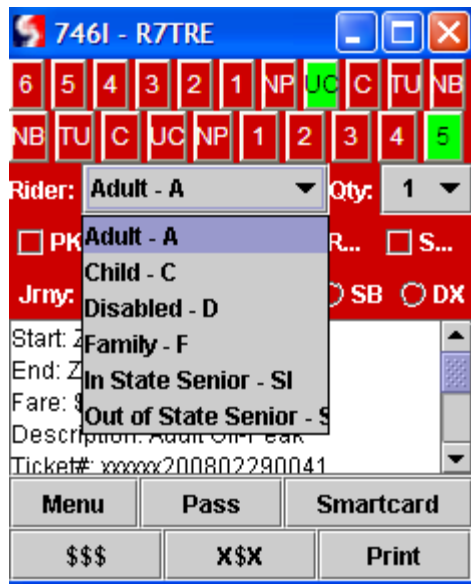 746I - R7TRE
6 5 4 3 2 1 NP UC C TU NB
NB TU C UC NP 1 2 3 4 5
Rider: Adult - A Qty: 1
PK R... S...
Adult - A
Child - C
Disabled - D
Family - F
In State Senior - SI
Out of State Senior - S
Jrny: SB DX
Start: Z
End: Z
Fare: $
Description: Adult Off-Peak
Ticket#: xxxxxx200802290041
Menu Pass Smartcard
$$$ X$X Print